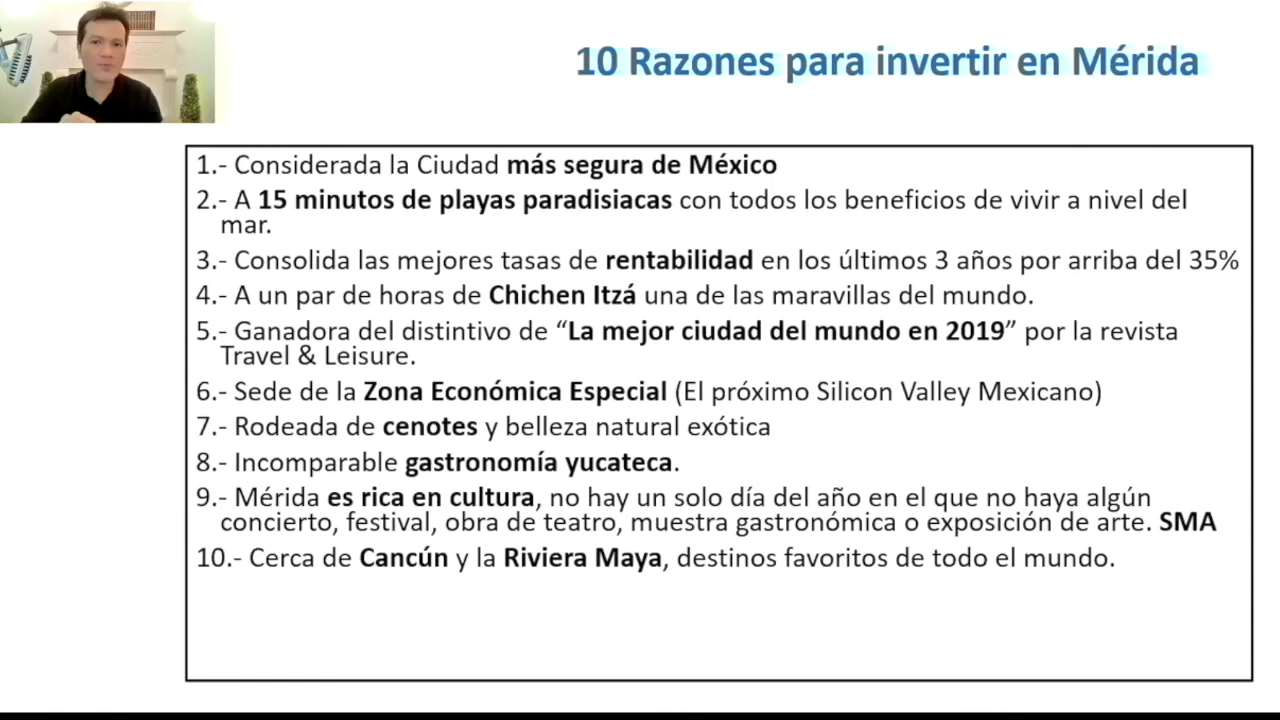 10 Razones para invertir en Mérida
1.- Considerada la Ciudad más segura de México
2.- A 15 minutos de playas paradisiacas con todos los beneficios de vivir a nivel del
mar.
3.- Consolida las mejores tasas de rentabilidad en los últimos 3 años por arriba del 35%
4.- A un par de horas de Chichen Itzá una de las maravillas del mundo.
5.- Ganadora del distintivo de “La mejor ciudad del mundo en 2019” por la revista
Travel & Leisure.
6.- Sede de la Zona Económica Especial (El próximo Silicon Valley Mexicano)
7.- Rodeada de cenotes y belleza natural exótica
8.- Incomparable gastronomía yucateca.
9.- Mérida es rica en cultura, no hay un solo día del año en el que no haya algún
concierto, festival, obra de teatro, muestra gastronómica o exposición de arte. SMA
10.- Cerca de Cancún y la Riviera Maya, destinos favoritos de todo el mundo.